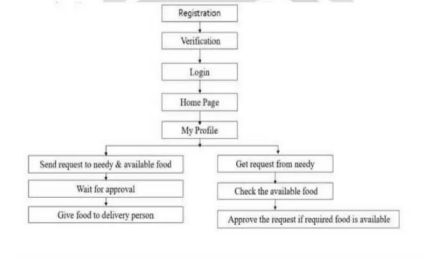 Registration
Verification
Login
Home Page
My Profile
Send request to needy & available food
Wait for approval
Give food to delivery person
Get request from needy
Check the available food
Approve the request if required food is available